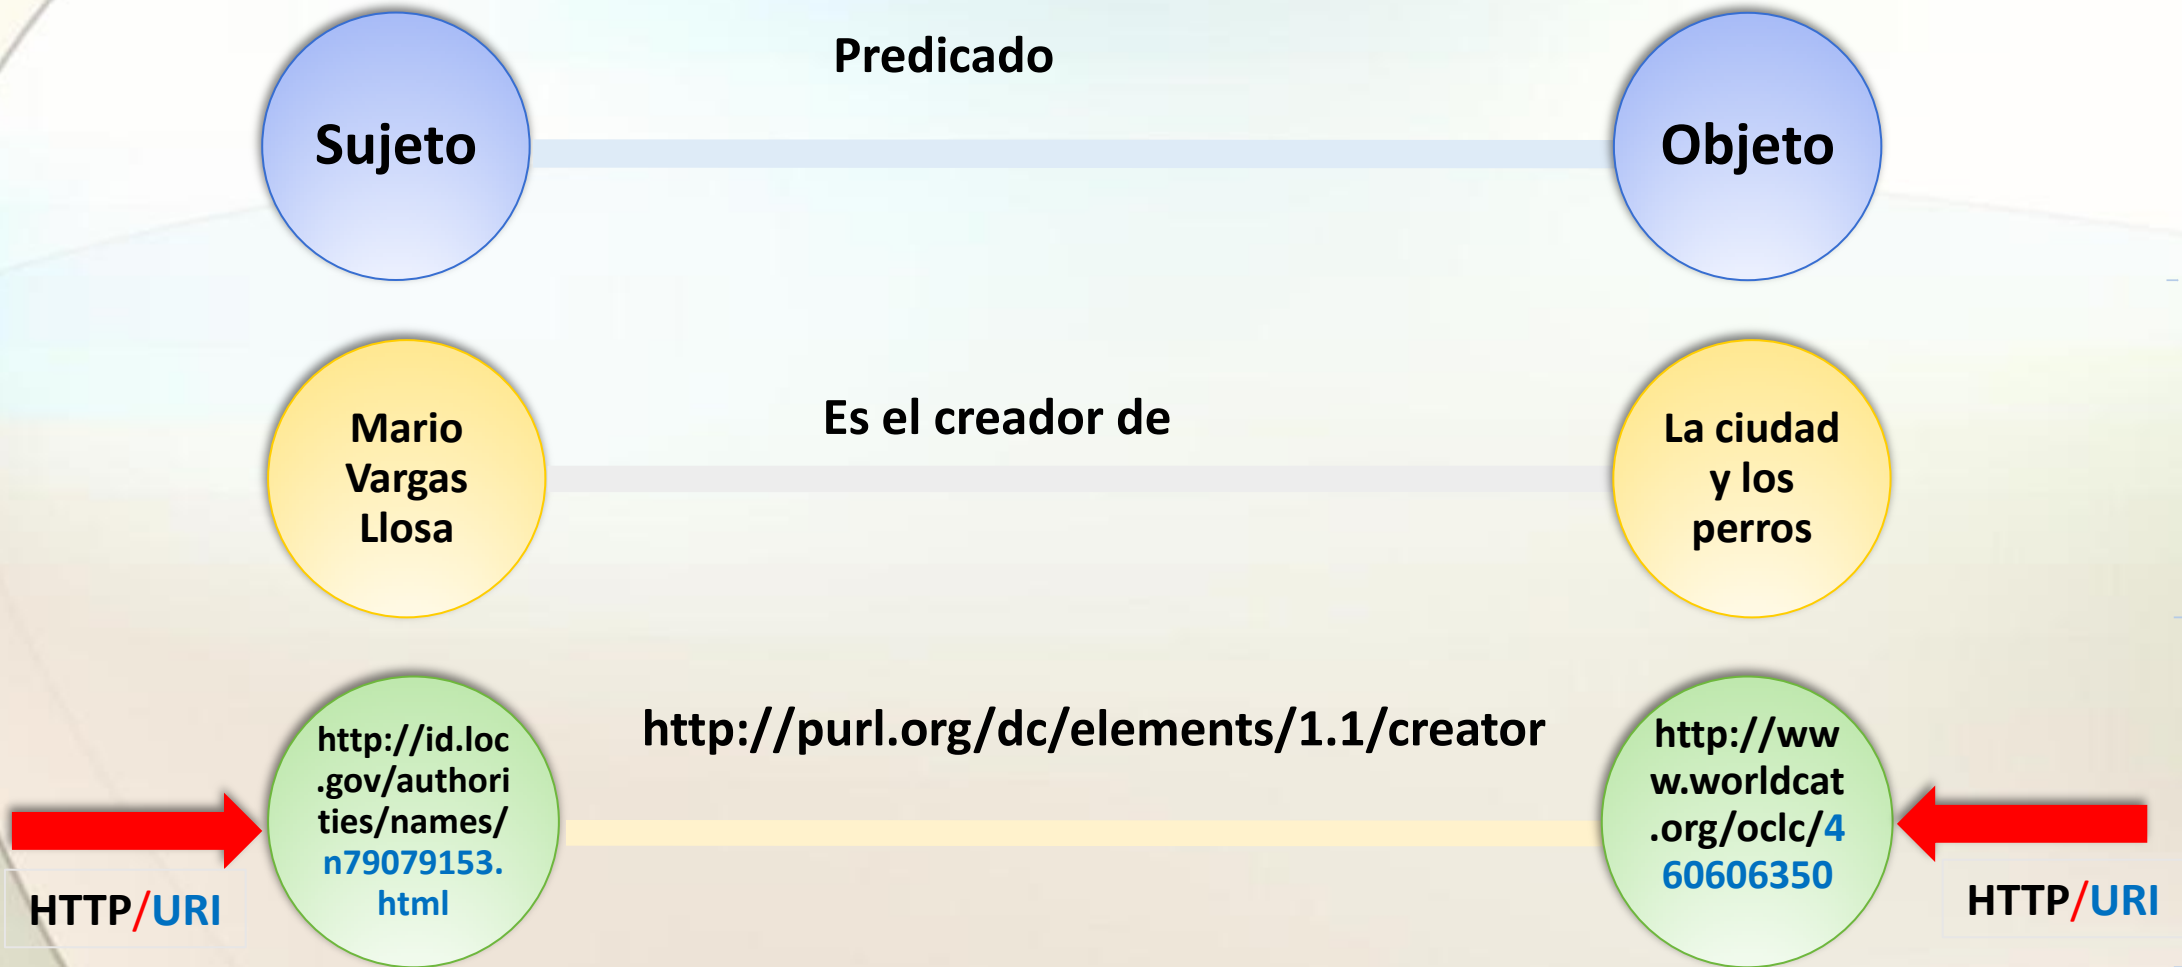 Predicado
Sujeto
Objeto
Es el creador de
Mario
Vargas
Llosa
La ciudad
y los
perros
http://purl.org/dc/elements/1.1/creator
http://id.loc
.gov/authori
ties/names/
n79079153.
html
http://ww
w.worldcat
.org/oclc/4
60606350
HTTP/URI
HTTP/URI